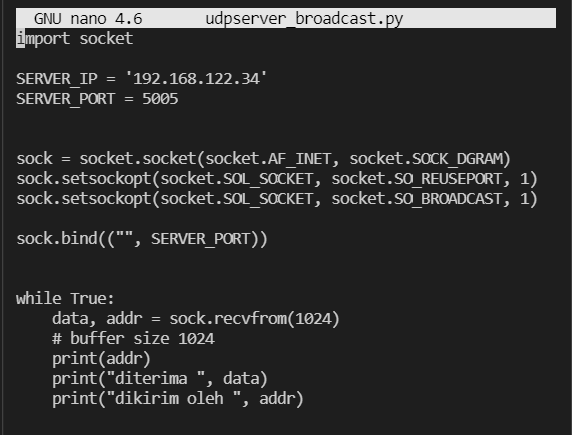 GNU nano 4.6 udpserver_broadcast.py
import socket
SERVER_IP = '192.168.122.34'
SERVER_PORT = 5005
sock = socket.socket(socket.AF_INET, socket.SOCK_DGRAM)
sock.setsockopt(socket.SOL_SOCKET, socket.SO_REUSEPORT, 1)
sock.setsockopt(socket.SOL_SOCKET, socket.SO_BROADCAST, 1)
sock.bind(("", SERVER_PORT))
while True:
    data, addr = sock.recvfrom(1024)
    # buffer size 1024
    print(addr)
    print("diterima ", data)
    print("dikirim oleh ", addr)